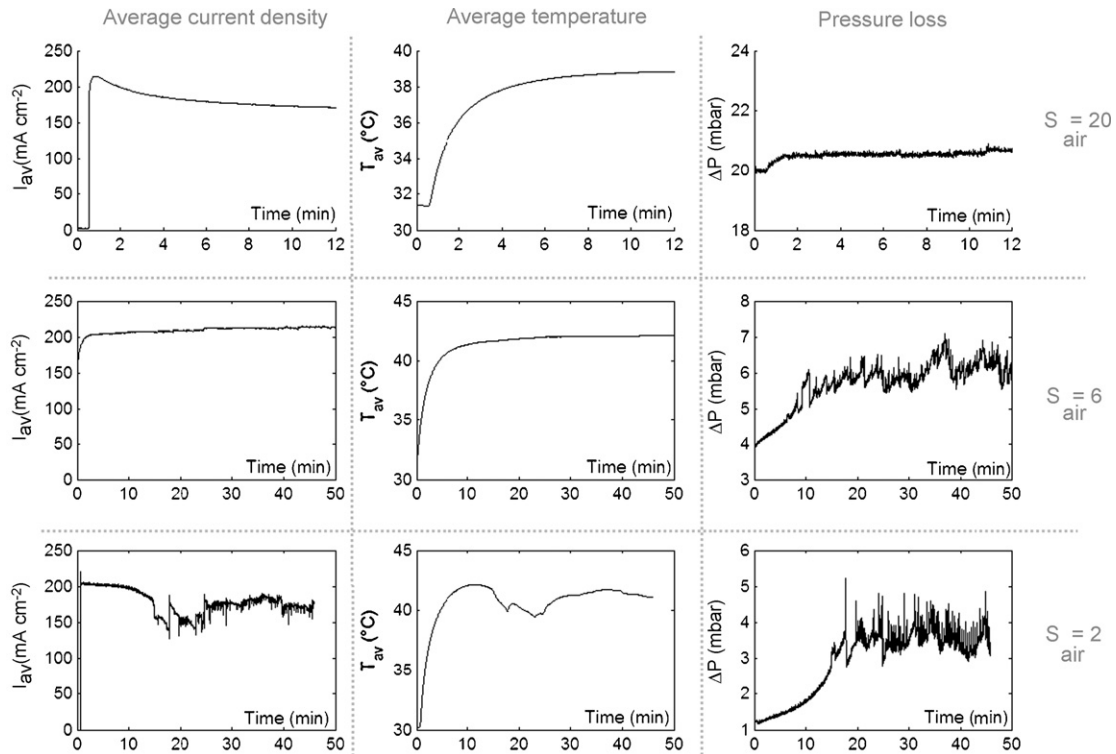 Average current density Average temperature Pressure loss
250
200
150
100
50
0
I_av(mA cm-2)
Time (min)
0 2 4 6 8 10 12
40
38
36
34
32
30
T_av (°C)
Time (min)
0 2 4 6 8 10 12
24
22
20
18
ΔP (mbar)
Time (min)
0 2 4 6 8 10 12
S_air = 20
250
200
150
100
50
0
I_av(mA cm-2)
Time (min)
0 10 20 30 40 50
45
40
35
30
T_av (°C)
Time (min)
0 10 20 30 40 50
8
7
6
5
4
3
ΔP (mbar)
Time (min)
0 10 20 30 40 50
S_air = 6
250
200
150
100
50
0
I_av(mA cm-2)
Time (min)
0 10 20 30 40 50
45
40
35
30
T_av (°C)
Time (min)
0 10 20 30 40 50
6
5
4
3
2
1
ΔP (mbar)
Time (min)
0 10 20 30 40 50
S_air = 2